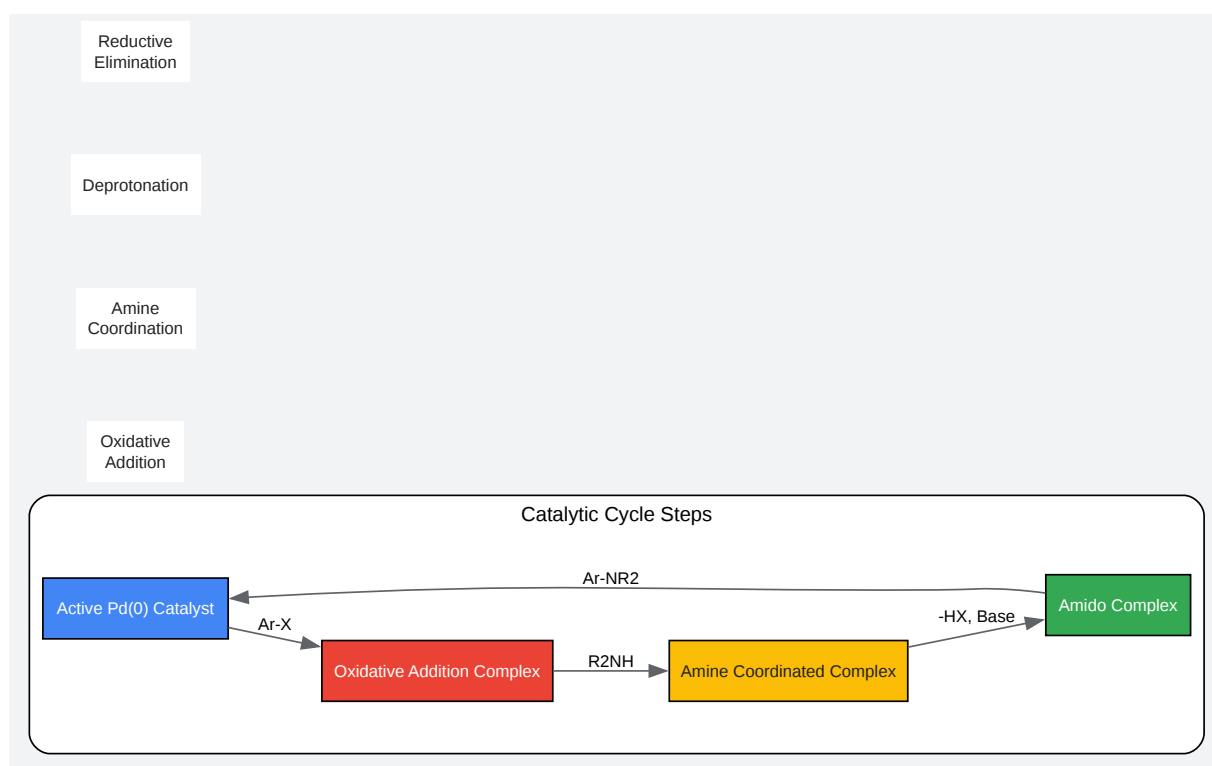 Reductive
Elimination
Deprotonation
Amine
Coordination
Oxidative
Addition
Catalytic Cycle Steps
Ar-NR2
Active Pd(0) Catalyst
Amido Complex
-HX, Base
Ar-X
R2NH
Oxidative Addition Complex
Amine Coordinated Complex